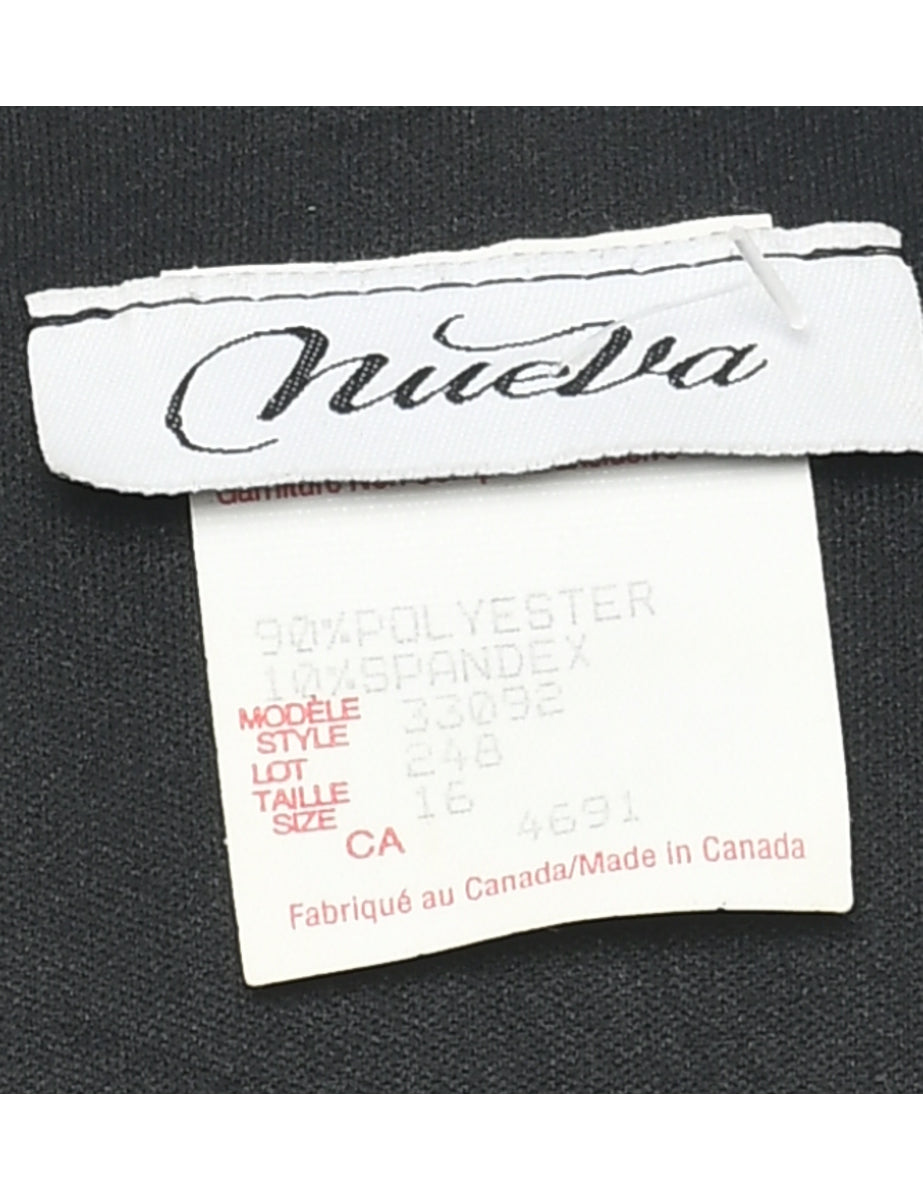 nueva
Garniture
90%POLYESTER
10%SPANDEX
MODÈLE 33092
STYLE
LOT 248
TAILLE 16
SIZE
CA 4691
Fabriqué au Canada/Made in Canada